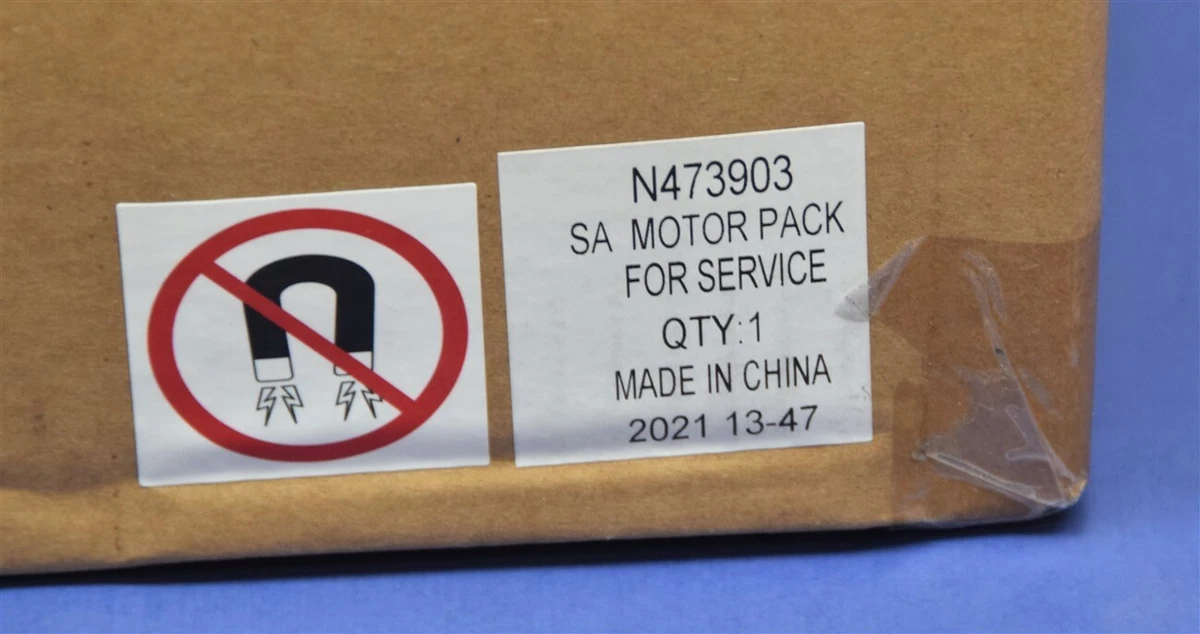 N473903
SA MOTOR PACK
FOR SERVICE
QTY:1
MADE IN CHINA
2021 13-47